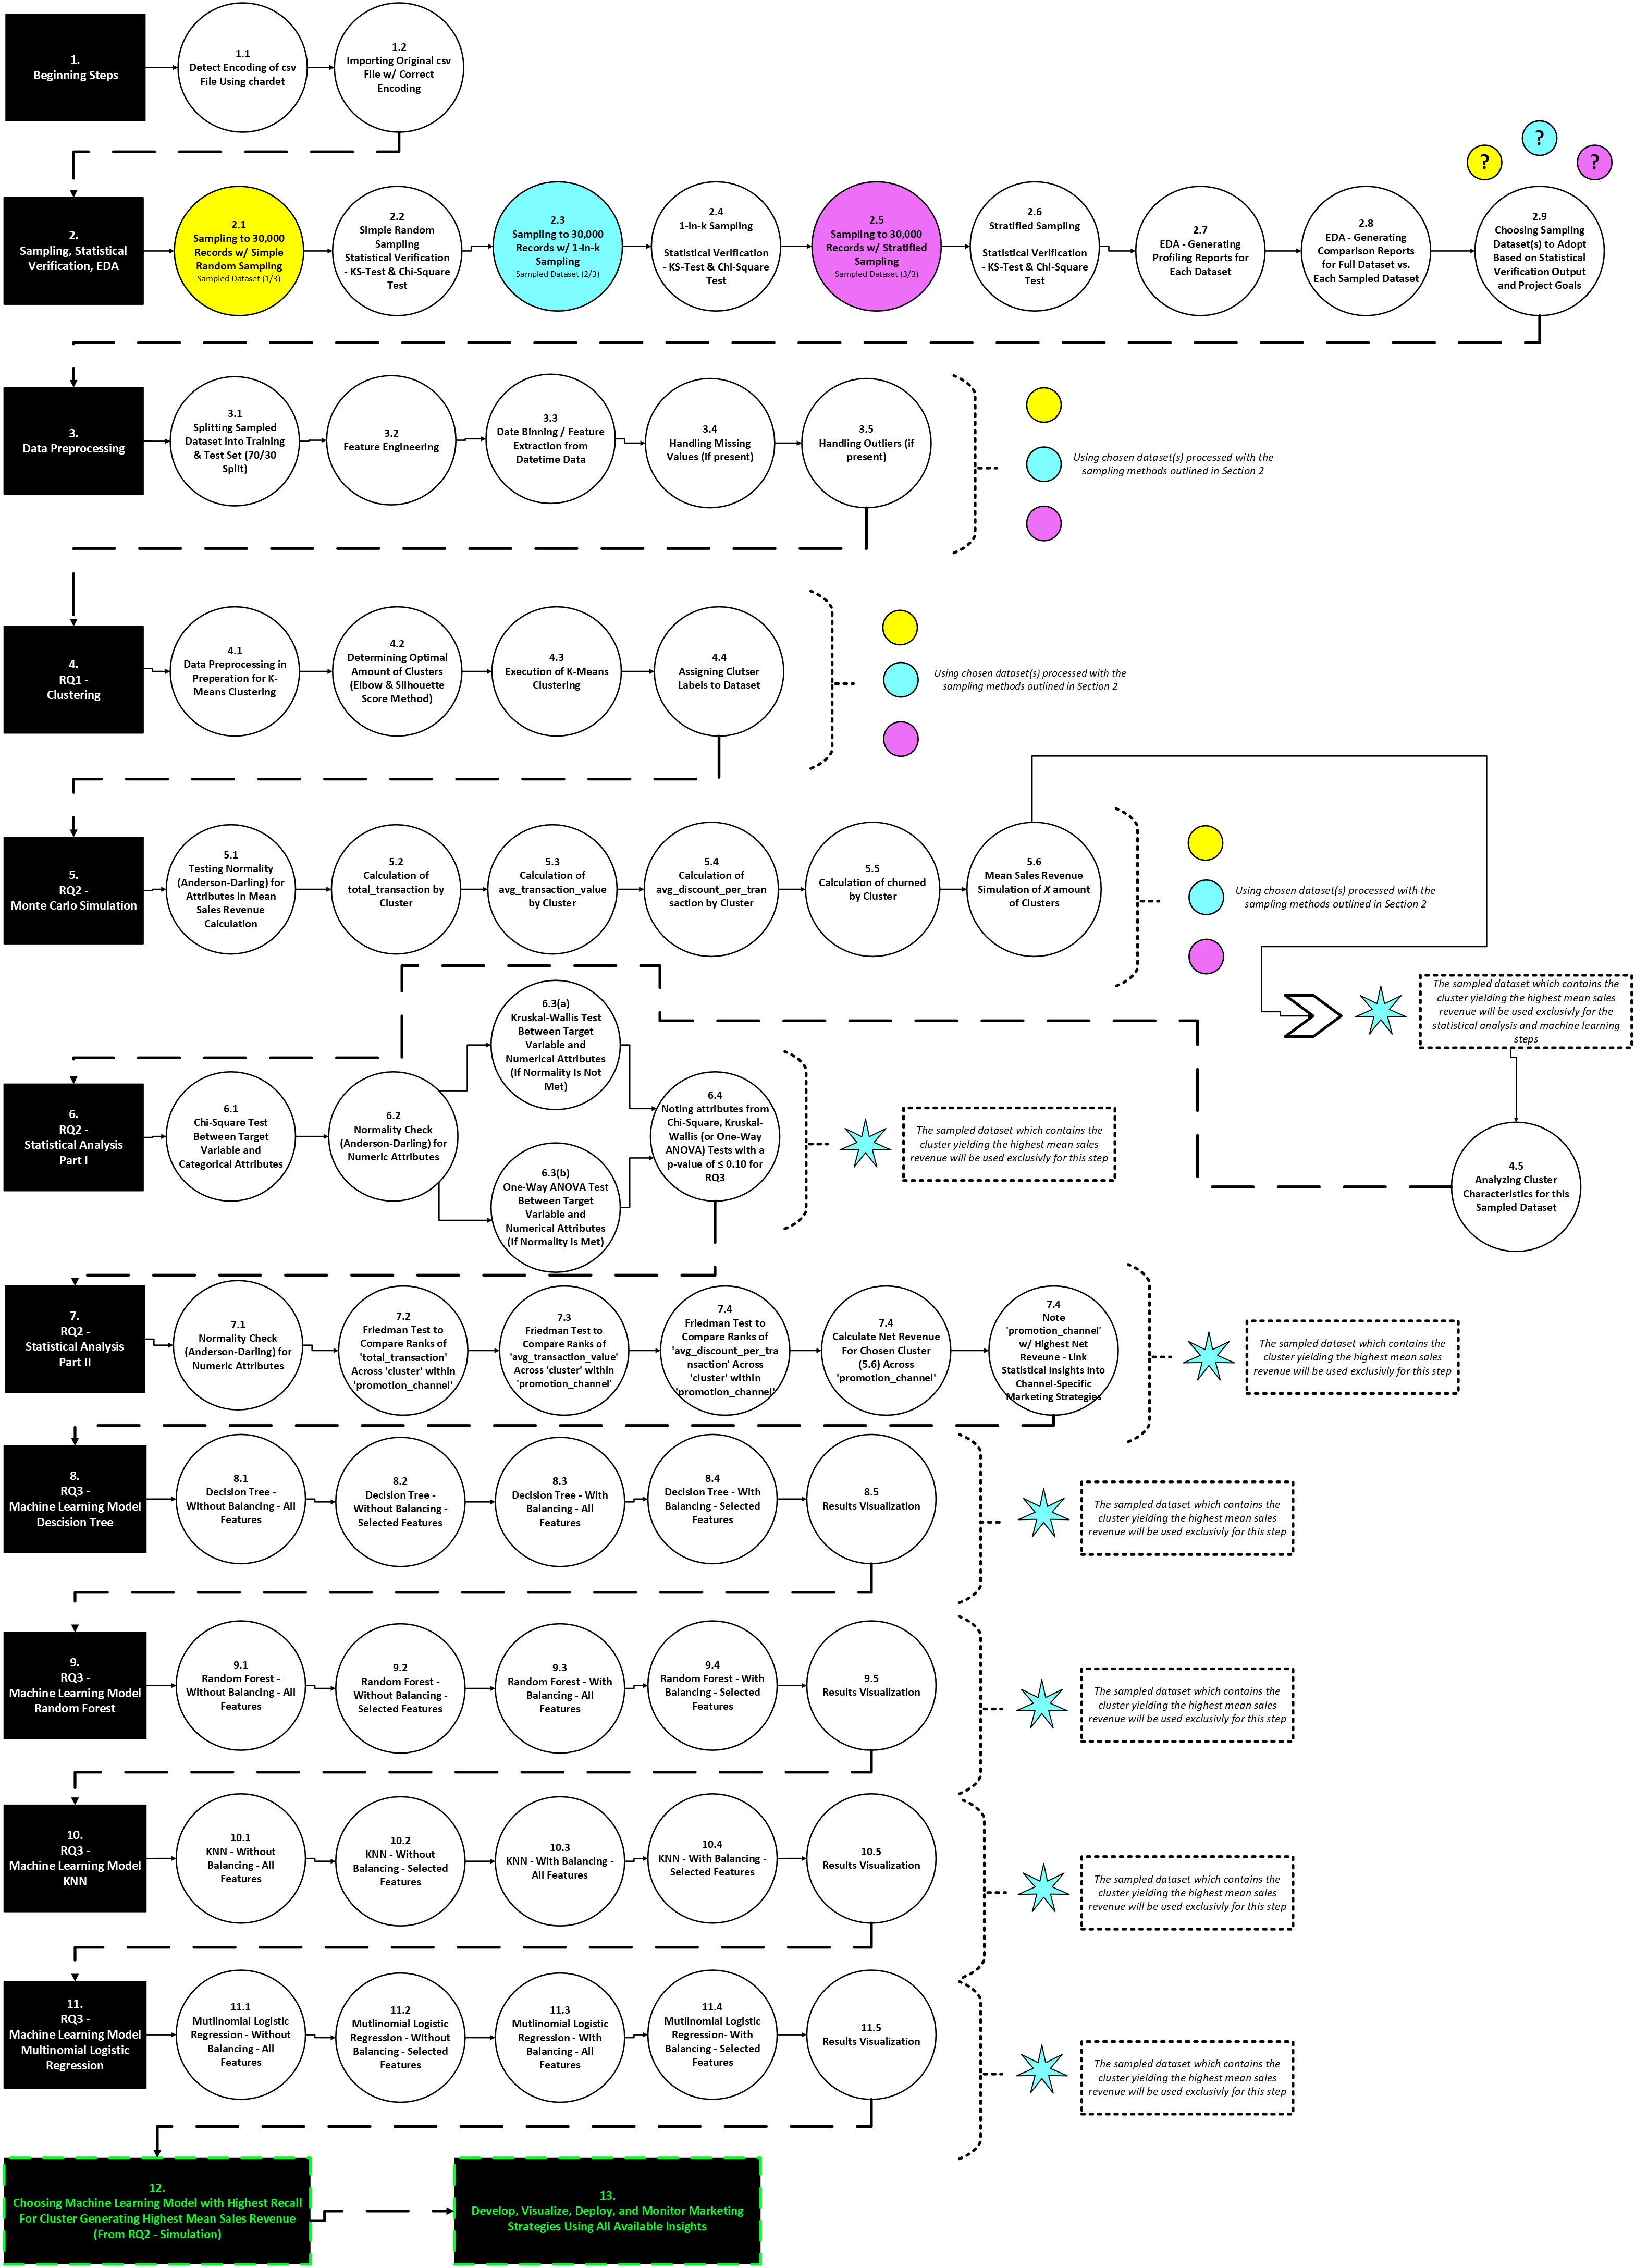 1.
Beginning Steps
1.1
Detect Encoding of csv
File Using chardet
1.2
Importing Original csv
File w/ Correct
Encoding
?
?
?
2.
Sampling, Statistical
Verification, EDA
2.1
Sampling to 30,000
Records w/ Simple
Random Sampling
Sampled Dataset (1/3)
2.2
Simple Random
Sampling
Statistical Verification
- KS-Test & Chi-Square
Test
2.3
Sampling to 30,000
Records w/ 1-in-k
Sampling
Sampled Dataset (2/3)
2.4
1-in-k Sampling
Statistical Verification
- KS-Test & Chi-Square
Test
2.5
Sampling to 30,000
Records w/ Stratified
Sampling
Sampled Dataset (3/3)
2.6
Stratified Sampling
Statistical Verification
- KS-Test & Chi-Square
Test
2.7
EDA - Generating
Profiling Reports for
Each Dataset
2.8
EDA - Generating
Comparison Reports
for Full Dataset vs.
Each Sampled Dataset
2.9
Choosing Sampling
Dataset(s) to Adopt
Based on Statistical
Verification Output
and Project Goals
3.
Data Preprocessing
3.1
Splitting Sampled
Dataset into Training
& Test Set (70/30
Split)
3.2
Feature Engineering
3.3
Date Binning / Feature
Extraction from
Datetime Data
3.4
Handling Missing
Values (if present)
3.5
Handling Outliers (if
present)
Using chosen dataset(s) processed with the
sampling methods outlined in Section 2
4.
RQ1 -
Clustering
4.1
Data Preprocessing in
Preperation for K-
Means Clustering
4.2
Determining Optimal
Amount of Clusters
(Elbow & Silhouette
Score Method)
4.3
Execution of K-Means
Clustering
4.4
Assigning Clutser
Labels to Dataset
Using chosen dataset(s) processed with the
sampling methods outlined in Section 2
5.
RQ2 -
Monte Carlo Simulation
5.1
Testing Normality
(Anderson-Darling) for
Attributes in Mean
Sales Revenue
Calculation
5.2
Calculation of
total_transaction by
Cluster
5.3
Calculation of
avg_transaction_value
by Cluster
5.4
Calculation of
avg_discount_per_tran
saction by Cluster
5.5
Calculation of churned
by Cluster
5.6
Mean Sales Revenue
Simulation of X amount
of Clusters
Using chosen dataset(s) processed with the
sampling methods outlined in Section 2
The sampled dataset which contains the
cluster yielding the highest mean sales
revenue will be used exclusivly for the
statistical analysis and machine learning
steps
4.5
Analyzing Cluster
Characteristics for this
Sampled Dataset
6.
RQ2 -
Statistical Analysis
Part I
6.1
Chi-Square Test
Between Target
Variable and
Categorical Attributes
6.2
Normality Check
(Anderson-Darling) for
Numeric Attributes
6.3(a)
Kruskal-Wallis Test
Between Target
Variable and
Numerical Attributes
(If Normality Is Not
Met)
6.3(b)
One-Way ANOVA Test
Between Target
Variable and
Numerical Attributes
(If Normality Is Met)
6.4
Noting attributes from
Chi-Square, Kruskal-
Wallis (or One-Way
ANOVA) Tests with a
p-value of ≤ 0.10 for
RQ3
The sampled dataset which contains the
cluster yielding the highest mean sales
revenue will be used exclusivly for this step
7.
RQ2 -
Statistical Analysis
Part II
7.1
Normality Check
(Anderson-Darling) for
Numeric Attributes
7.2
Friedman Test to
Compare Ranks of
'total_transaction'
Across 'cluster' within
'promotion_channel'
7.3
Friedman Test to
Compare Ranks of
'avg_transaction_value'
Across 'cluster' within
'promotion_channel'
7.4
Friedman Test to
Compare Ranks of
'avg_discount_per_tra
nsaction' Across
'cluster' within
'promotion_channel'
7.4
Calculate Net Revenue
For Chosen Cluster
(5.6) Across
'promotion_channel'
7.4
Note
'promotion_channel'
w/ Highest Net
Reveune - Link
Statistical Insights Into
Channel-Specific
Marketing Strategies
The sampled dataset which contains the
cluster yielding the highest mean sales
revenue will be used exclusivly for this step
8.
RQ3 -
Machine Learning Model
Descision Tree
8.1
Decision Tree -
Without Balancing - All
Features
8.2
Decision Tree -
Without Balancing -
Selected Features
8.3
Decision Tree - With
Balancing - All
Features
8.4
Decision Tree - With
Balancing - Selected
Features
8.5
Results Visualization
The sampled dataset which contains the
cluster yielding the highest mean sales
revenue will be used exclusivly for this step
9.
RQ3 -
Machine Learning Model
Random Forest
9.1
Random Forest -
Without Balancing - All
Features
9.2
Random Forest -
Without Balancing -
Selected Features
9.3
Random Forest - With
Balancing - All
Features
9.4
Random Forest - With
Balancing - Selected
Features
9.5
Results Visualization
The sampled dataset which contains the
cluster yielding the highest mean sales
revenue will be used exclusivly for this step
10.
RQ3 -
Machine Learning Model
KNN
10.1
KNN - Without
Balancing - All
Features
10.2
KNN - Without
Balancing - Selected
Features
10.3
KNN - With Balancing -
All Features
10.4
KNN - With Balancing -
Selected Features
10.5
Results Visualization
The sampled dataset which contains the
cluster yielding the highest mean sales
revenue will be used exclusivly for this step
11.
RQ3 -
Machine Learning Model
Multinomial Logistic
Regression
11.1
Mutlinomial Logistic
Regression - Without
Balancing - All
Features
11.2
Mutlinomial Logistic
Regression - Without
Balancing - Selected
Features
11.3
Mutlinomial Logistic
Regression - With
Balancing - All
Features
11.4
Mutlinomial Logistic
Regression- With
Balancing - Selected
Features
11.5
Results Visualization
The sampled dataset which contains the
cluster yielding the highest mean sales
revenue will be used exclusivly for this step
12.
Choosing Machine Learning Model with Highest Recall
For Cluster Generating Highest Mean Sales Revenue
(From RQ2 - Simulation)
13.
Develop, Visualize, Deploy, and Monitor Marketing
Strategies Using All Available Insights